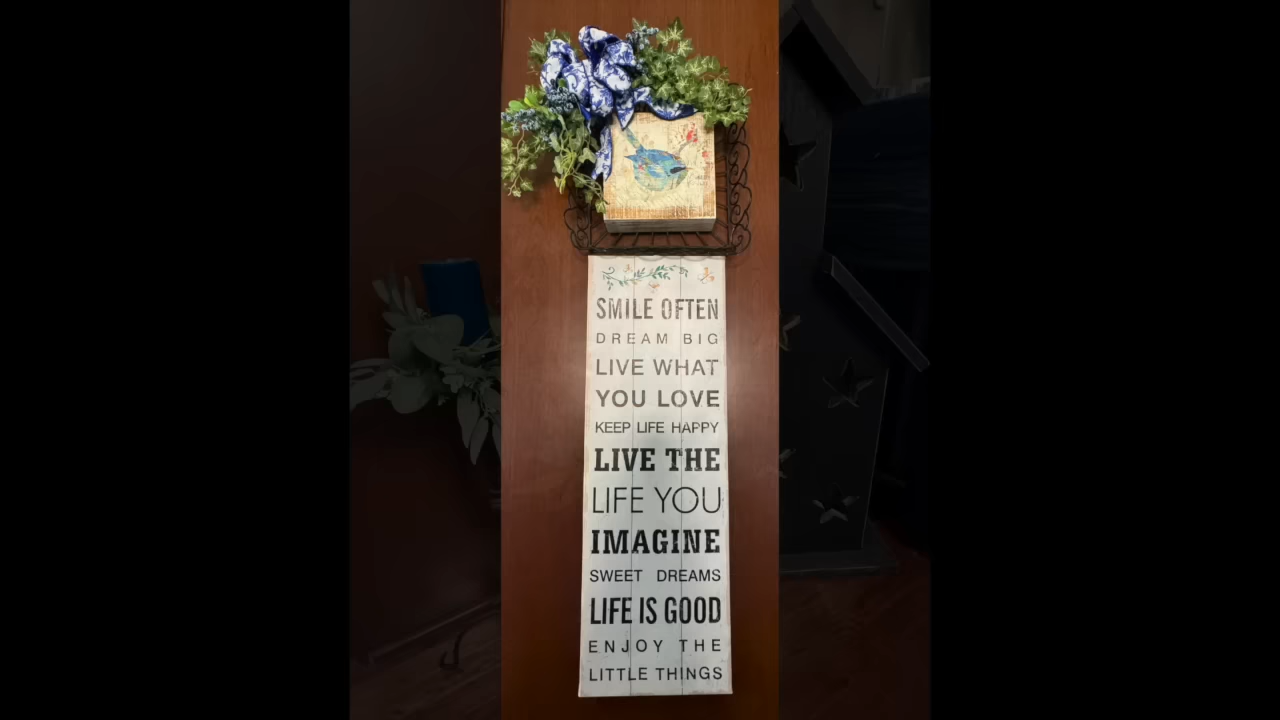 SMILE OFTEN
DREAM BIG
LIVE WHAT
YOU LOVE
KEEP LIFE HAPPY
LIVE THE
LIFE YOU
IMAGINE
SWEET DREAMS
LIFE IS GOOD
ENJOY THE
LITTLE THINGS